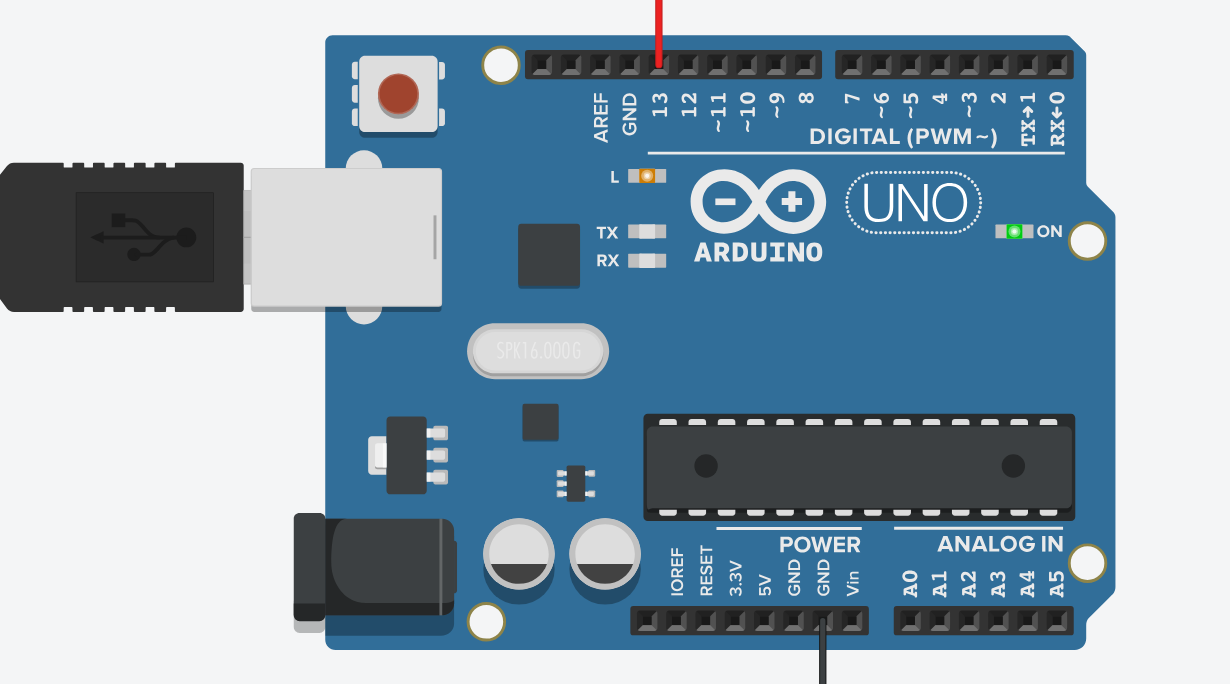 AREF
GND
13
12
~11
~10
~9
8
7
~6
~5
4
~3
2
TX→1
RX←0
DIGITAL (PWM~)
L
TX
RX
ARDUINO
UNO
ON
SPK16.000G
POWER
ANALOG IN
IOREF
RESET
3.3V
5V
GND
GND
Vin
A0
A1
A2
A3
A4
A5